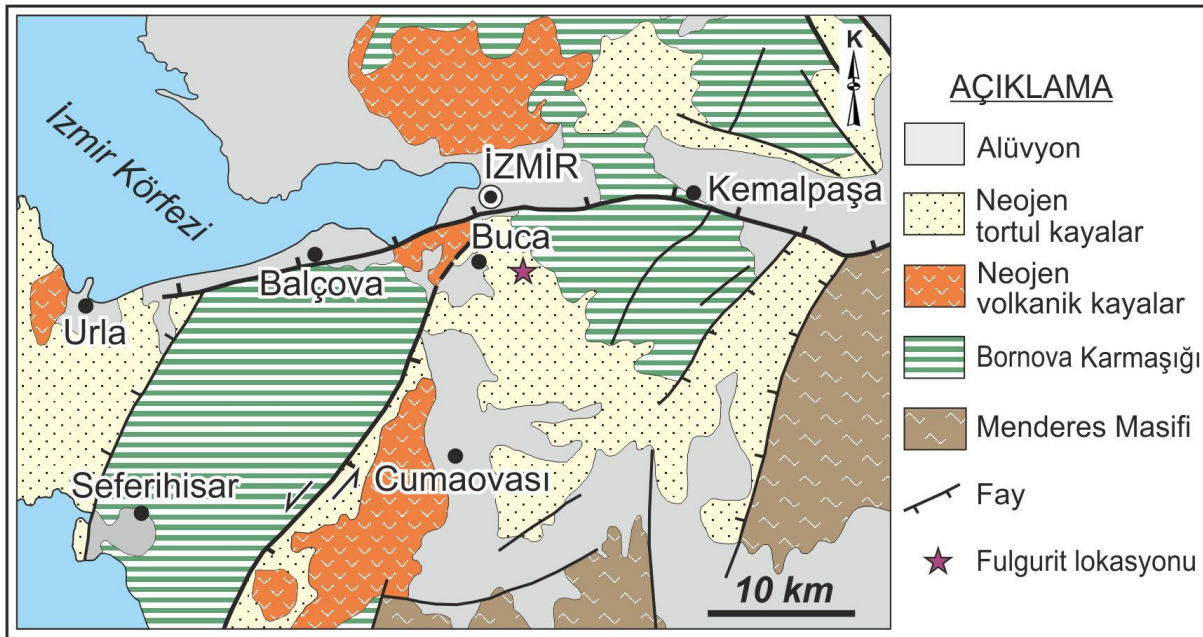 K
İzmir Körfezi
İZMİR
Kemalpaşa
Buca
Balçova
Urla
Seferihisar
Cumaovası
10 km
AÇIKLAMA
Alüvyon
Neojen
tortul kayalar
Neojen
volkanik kayalar
Bornova Karmaşığı
Menderes Masifi
Fay
Fulgurit lokasyonu